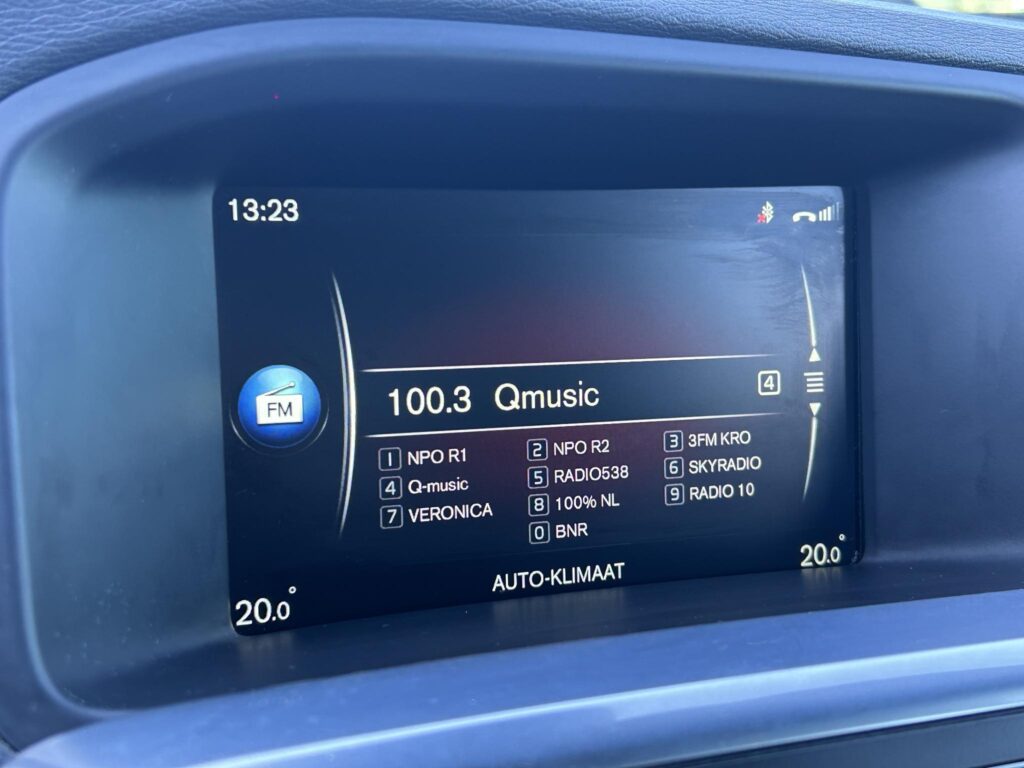 13:23
FM
100.3 Qmusic 4
1 NPO R1 2 NPO R2 3 3FM KRO
4 Q-music 5 RADIO538 6 SKYRADIO
7 VERONICA 8 100% NL 9 RADIO 10
0 BNR
20.0° AUTO-KLIMAAT 20.0°